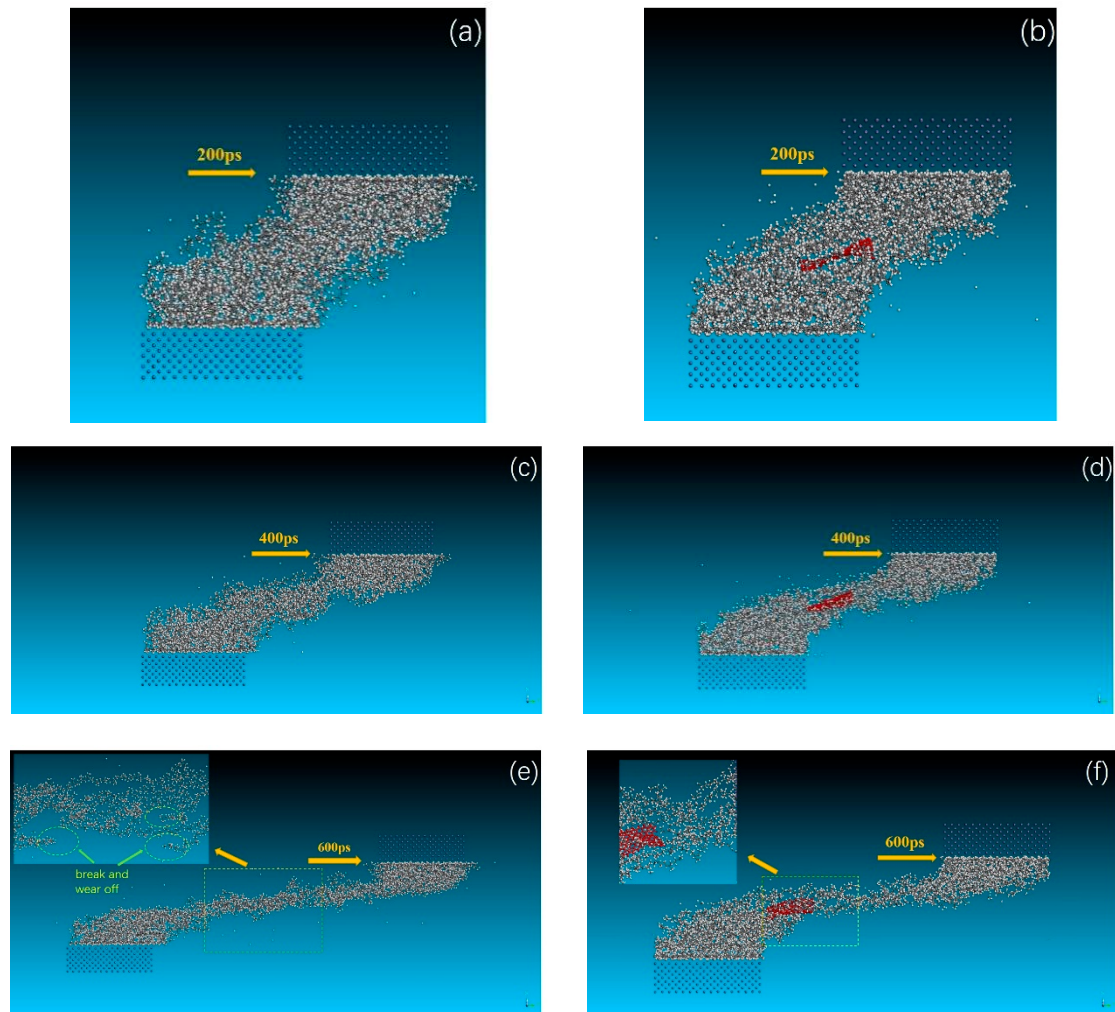 (a)
200ps
(b)
200ps
(c)
400ps
(d)
400ps
(e)
600ps
break and
wear off
(f)
600ps